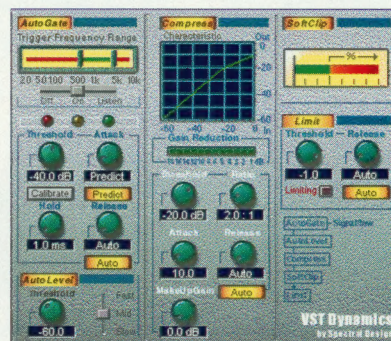 AutoGate
Trigger Frequency Range
20 50 100 500 1k 5k 10k
Off On Listen
Threshold Attack
-40.0 dB Predict
Calibrate Predict
Hold Release
1.0 ms Auto
Auto
AutoLevel
Threshold
Fast
Mid
Slow
-60.0
Compress
Characteristic Out
0
-20
-40
-60
-60 -40 -20 0 In
Gain Reduction
Threshold Ratio
-20.0 dB 2.0 : 1
Attack Release
10.0 Auto
MakeUpGain Auto
0.0 dB
SoftClip
%
Limit
Threshold Release
-1.0 Auto
Limiting Auto
AutoGate Signalflow
AutoLevel
Compress
SoftClip
Limit
VST Dynamics
by Spectral Design